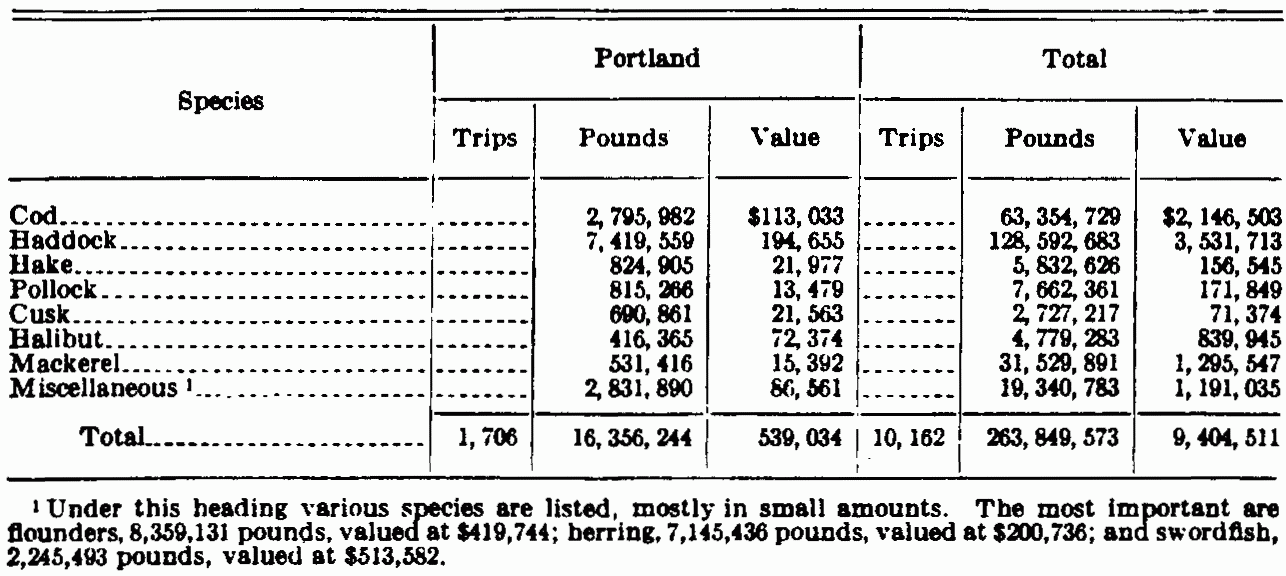 Portland Total
Species
Trips Pounds Value Trips Pounds Value
Cod 2,795,982 $113,033 63,354,729 $2,146,503
Haddock 7,419,559 194,655 128,592,683 3,531,713
Hake 824,905 21,977 5,832,626 156,545
Pollock 815,266 13,479 7,662,361 171,849
Cusk 690,861 21,563 2,727,217 71,374
Halibut 416,365 72,374 4,779,283 839,945
Mackerel 531,416 15,392 31,529,891 1,295,547
Miscellaneous ¹ 2,831,890 86,561 19,340,783 1,191,035
Total 1,706 16,356,244 539,034 10,162 263,849,573 9,404,511
¹ Under this heading various species are listed, mostly in small amounts. The most important are
flounders, 8,359,131 pounds, valued at $419,744; herring, 7,145,436 pounds, valued at $200,736; and swordfish,
2,245,493 pounds, valued at $513,582.